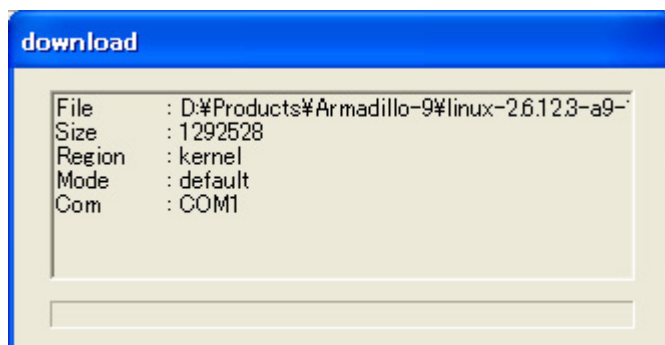 download
File : D:¥Products¥Armadillo-9¥linux-2.6.12.3-a9-
Size : 1292528
Region : kernel
Mode : default
Com : COM1